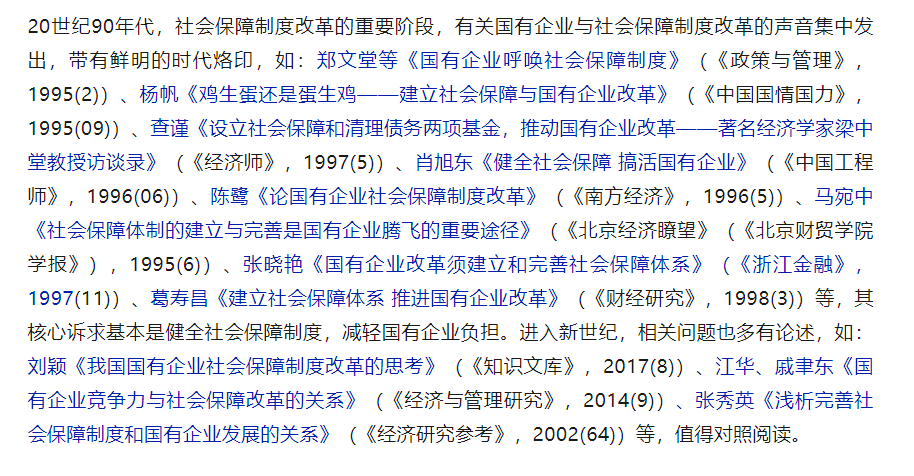 20世纪90年代，社会保障制度改革的重要阶段，有关国有企业与社会保障制度改革的声音集中发
出，带有鲜明的时代烙印，如：郑文堂等《国有企业呼唤社会保障制度》（《政策与管理》，
1995(2)）、杨帆《鸡生蛋还是蛋生鸡——建立社会保障与国有企业改革》（《中国国情国力》，
1995(09)）、查谨《设立社会保障和清理债务两项基金，推动国有企业改革——著名经济学家梁中
堂教授访谈录》（《经济师》，1997(5)）、肖旭东《健全社会保障 搞活国有企业》（《中国工程
师》，1996(06)）、陈鹭《论国有企业社会保障制度改革》（《南方经济》，1996(5)）、马宛中
《社会保障体制的建立与完善是国有企业腾飞的重要途径》（《北京经济瞭望》（《北京财贸学院
学报》），1995(6)）、张晓艳《国有企业改革须建立和完善社会保障体系》（《浙江金融》，
1997(11)）、葛寿昌《建立社会保障体系 推进国有企业改革》（《财经研究》，1998(3)）等，其
核心诉求基本是健全社会保障制度，减轻国有企业负担。进入新世纪，相关问题也多有论述，如：
刘颖《我国国有企业社会保障制度改革的思考》（《知识文库》，2017(8)）、江华、戚聿东《国
有企业竞争力与社会保障改革的关系》（《经济与管理研究》，2014(9)）、张秀英《浅析完善社
会保障制度和国有企业发展的关系》（《经济研究参考》，2002(64)）等，值得对照阅读。